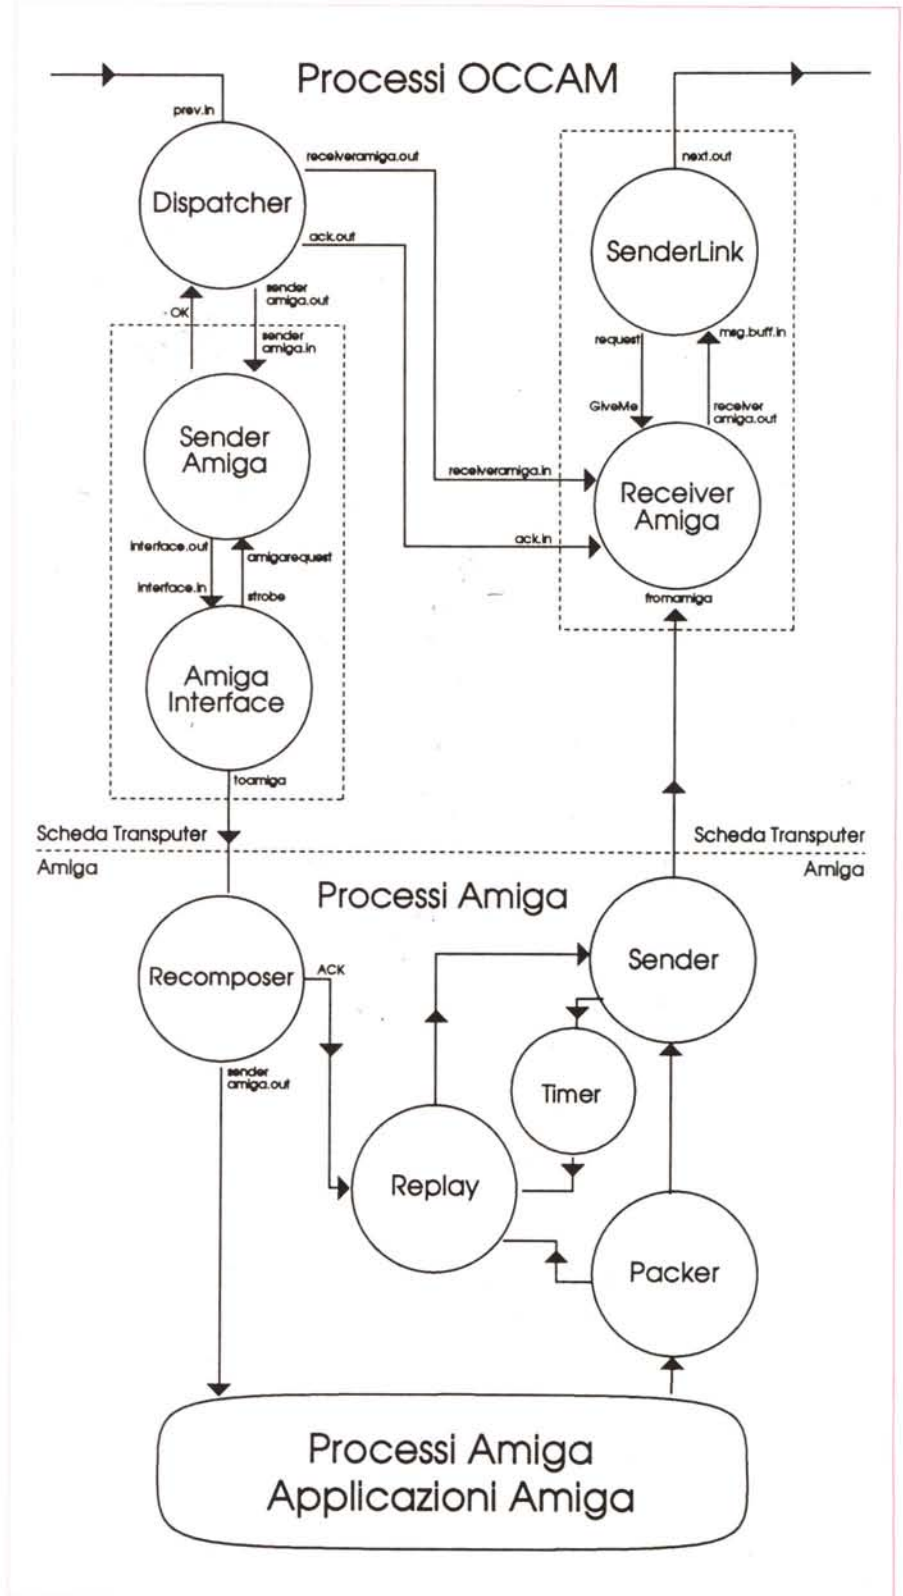 Processi OCCAM
prev.in
Dispatcher
receiveramiga.out
ack.out
OK
sender
amiga.out
sender
amiga.in
Sender
Amiga
interface.out
amigarequest
interface.in
strobe
Amiga
Interface
toamiga
next.out
SenderLink
request
msg.buff.in
GiveMe
receiver
amiga.out
receiveramiga.in
Receiver
Amiga
ack.in
fromamiga
Scheda Transputer
Scheda Transputer
Amiga
Amiga
Processi Amiga
Recomposer
ACK
Sender
sender
amiga.out
Timer
Replay
Packer
Processi Amiga
Applicazioni Amiga